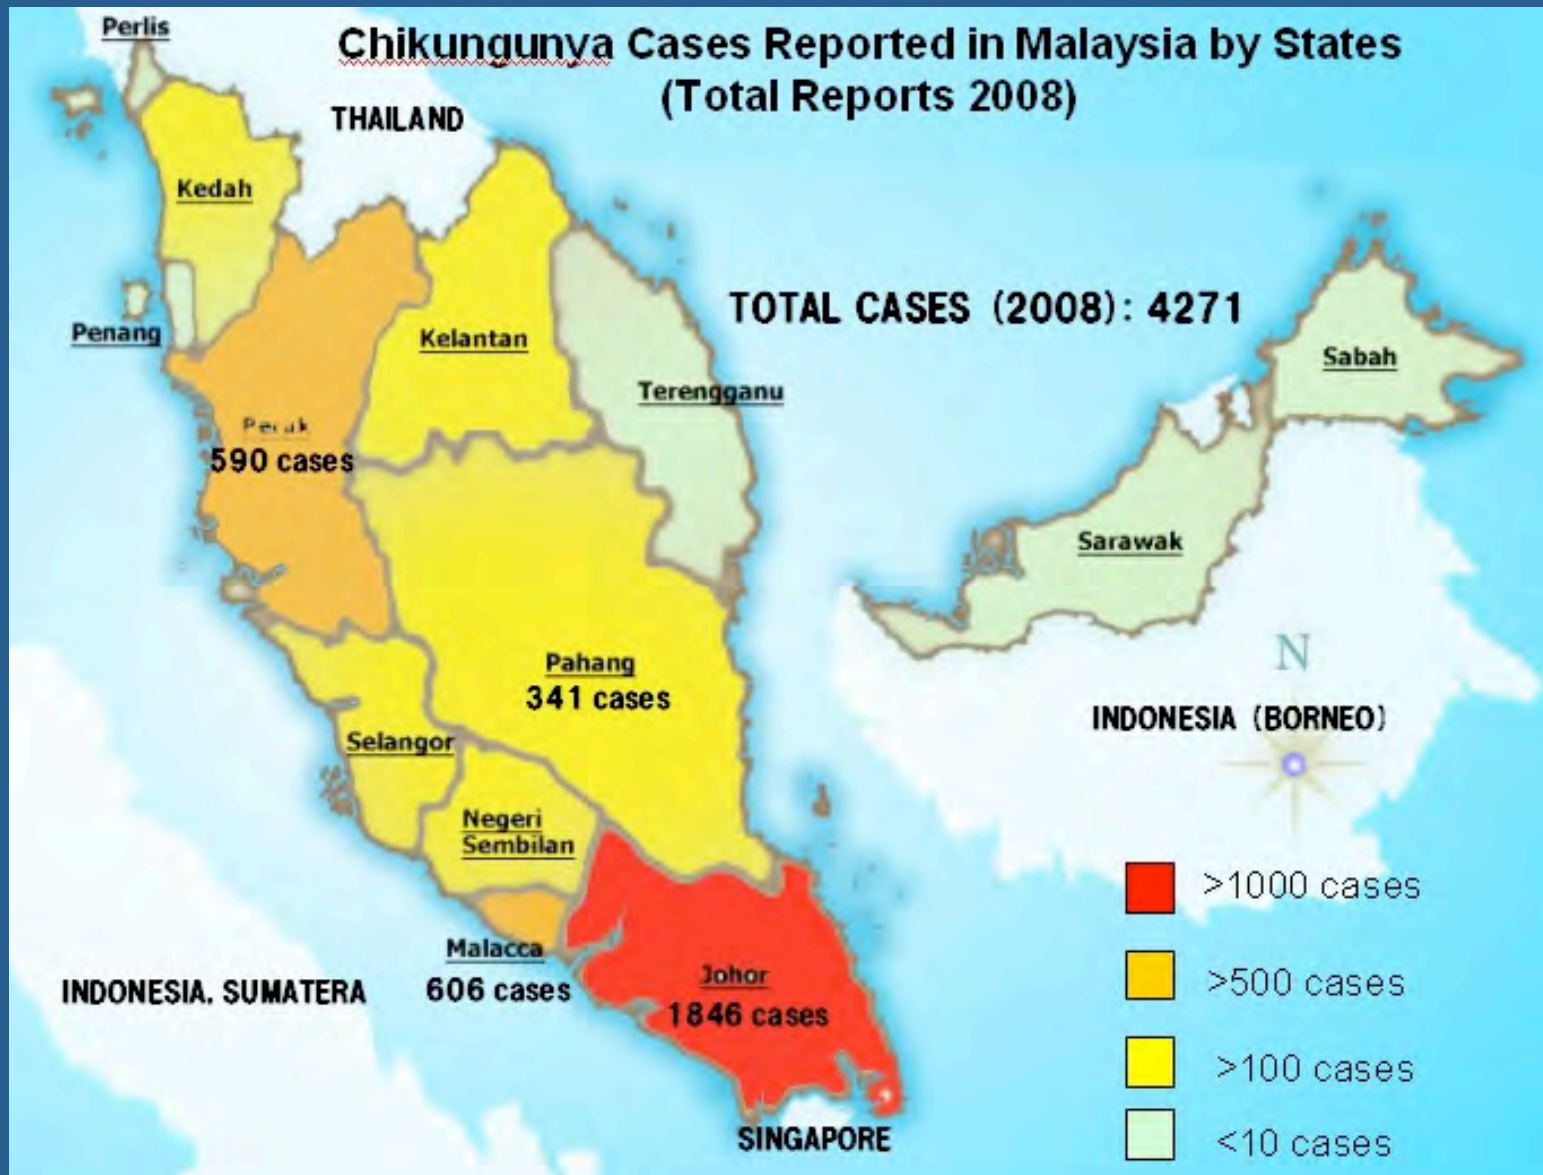 Perlis
Chikungunya Cases Reported in Malaysia by States
(Total Reports 2008)
THAILAND
Kedah
Penang
Kelantan
TOTAL CASES (2008): 4271
Terengganu
Sabah
Perak
590 cases
Sarawak
Pahang
341 cases
N
INDONESIA (BORNEO)
Selangor
Negeri
Sembilan
Malacca
606 cases
INDONESIA. SUMATERA
Johor
1846 cases
SINGAPORE
>1000 cases
>500 cases
>100 cases
<10 cases